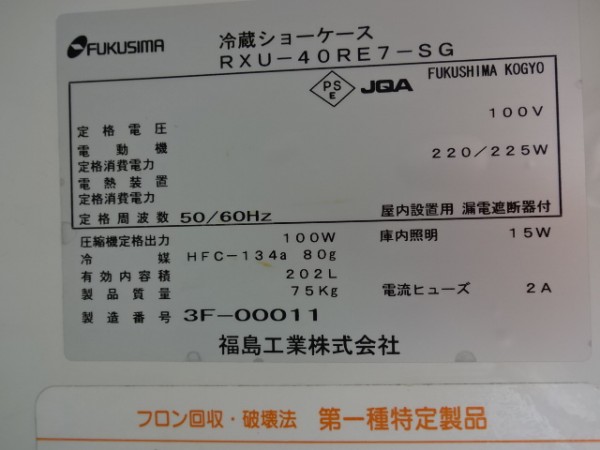 FUKUSIMA
冷蔵ショーケース
RXU-40RE7-SG
PS
E
JQA
FUKUSHIMA KOGYO
定格電圧 100V
電動機
定格消費電力 220/225W
電熱装置
定格消費電力
定格周波数 50/60Hz 屋内設置用 漏電遮断器付
圧縮機定格出力 100W 庫内照明 15W
冷媒 HFC-134a 80g
有効内容積 202L
製品質量 75Kg 電流ヒューズ 2A
製造番号 3F-00011
福島工業株式会社
フロン回収・破壊法 第一種特定製品